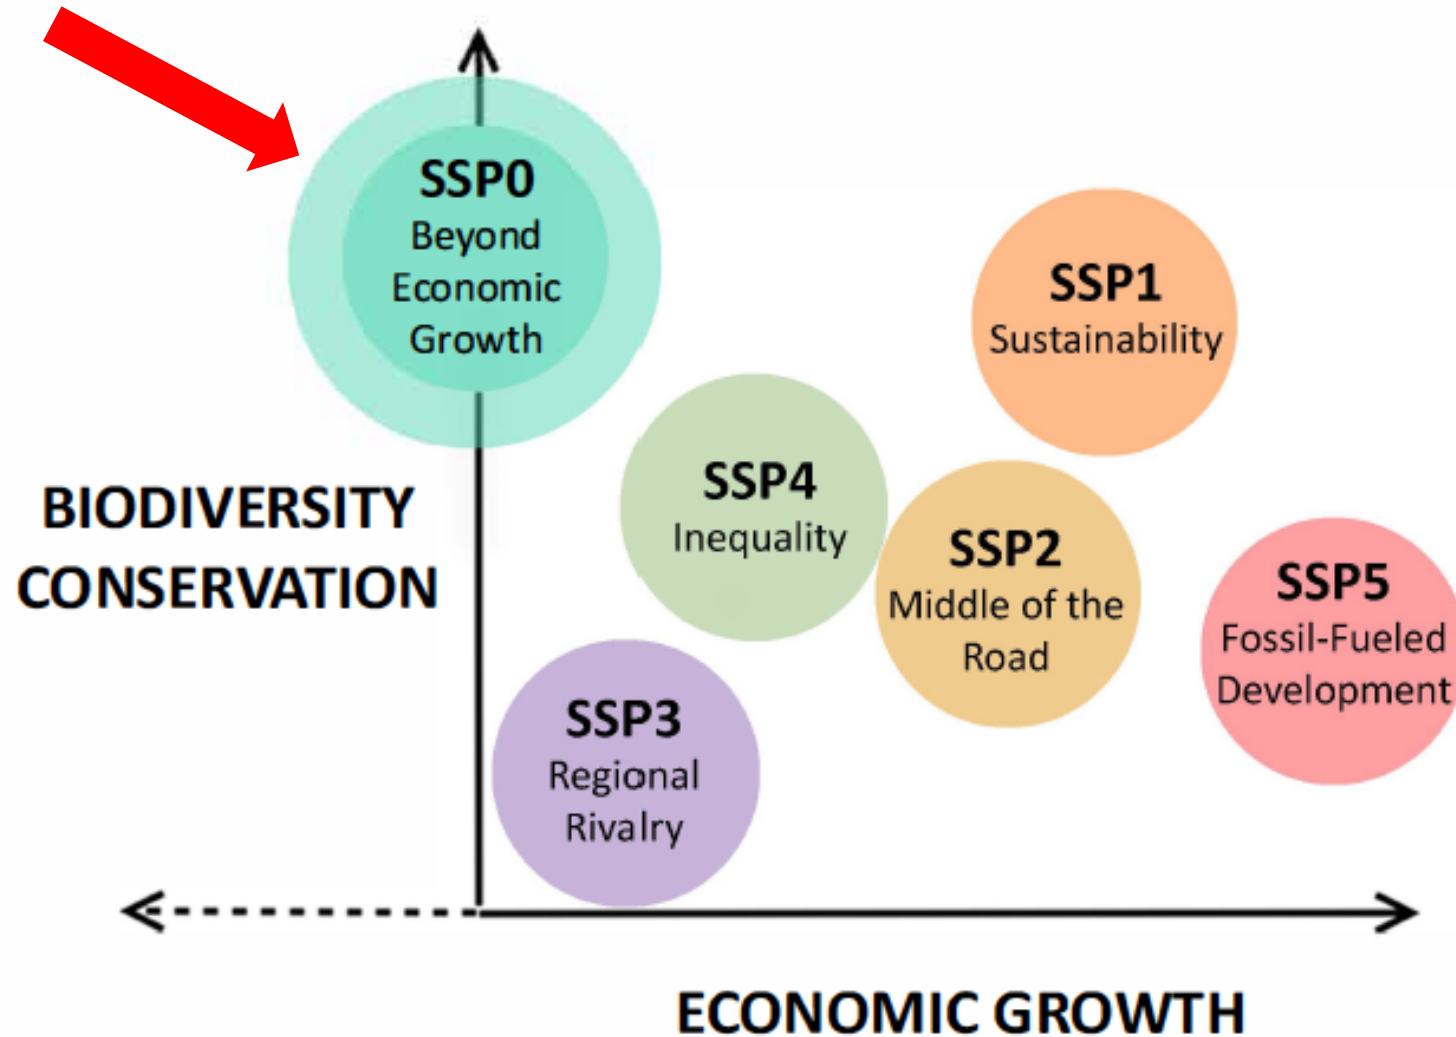 SSP0
Beyond
Economic
Growth
SSP1
Sustainability
SSP4
Inequality
SSP2
Middle of the
Road
SSP5
Fossil-Fueled
Development
SSP3
Regional
Rivalry
BIODIVERSITY
CONSERVATION
ECONOMIC GROWTH